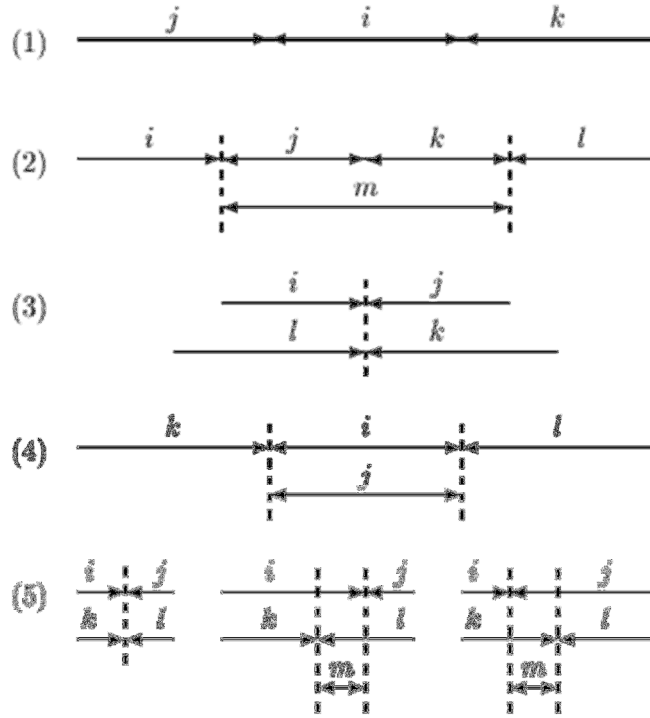 (1) j i k
(2) i j k l
m
(3) i j
l k
(4) k i l
j
(5) i j i j i j
k l k l k l
m m